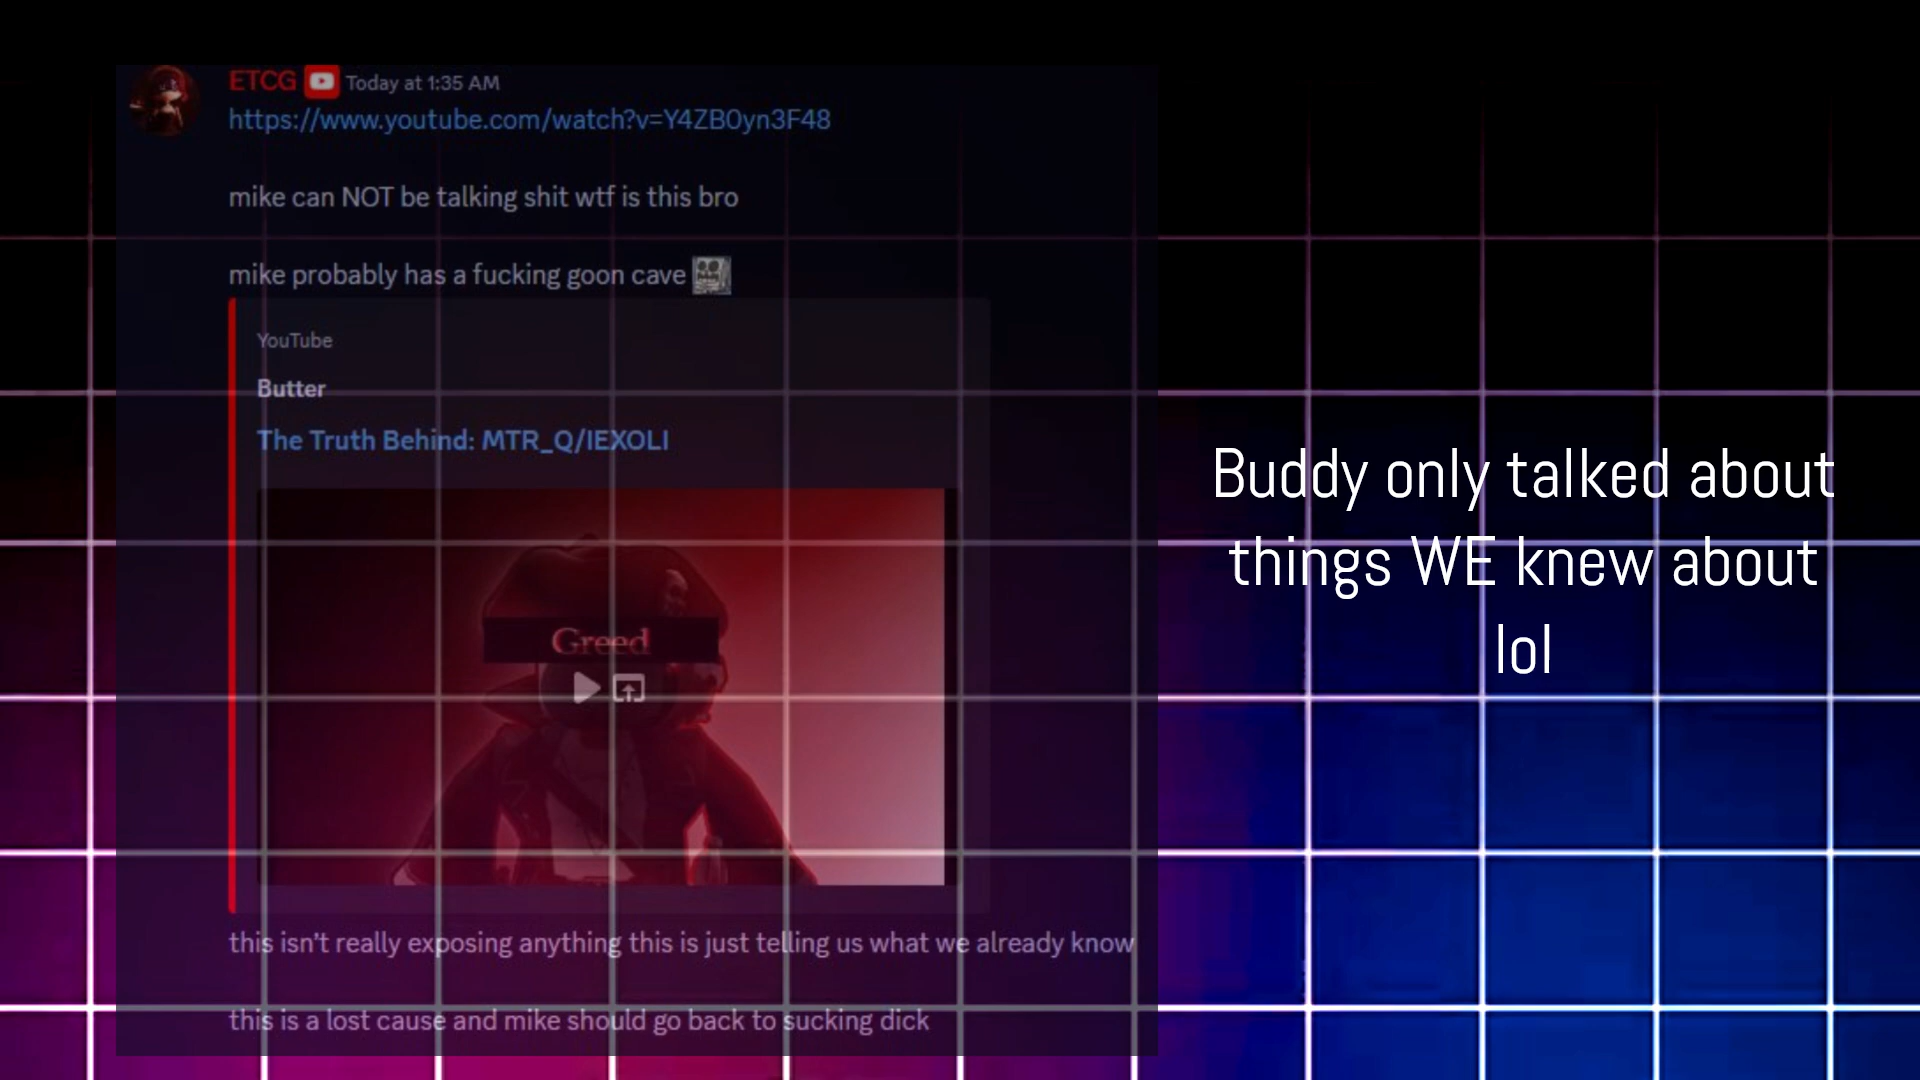 ETCG Today at 1:35 AM
https://www.youtube.com/watch?v=Y4ZB0yn3F48
mike can NOT be talking shit wtf is this bro
mike probably has a fucking goon cave
YouTube
Butter
The Truth Behind: MTR_Q/IEXOLI
Greed
this isn't really exposing anything this is just telling us what we already know
this is a lost cause and mike should go back to sucking dick
Buddy only talked about
things WE knew about
lol